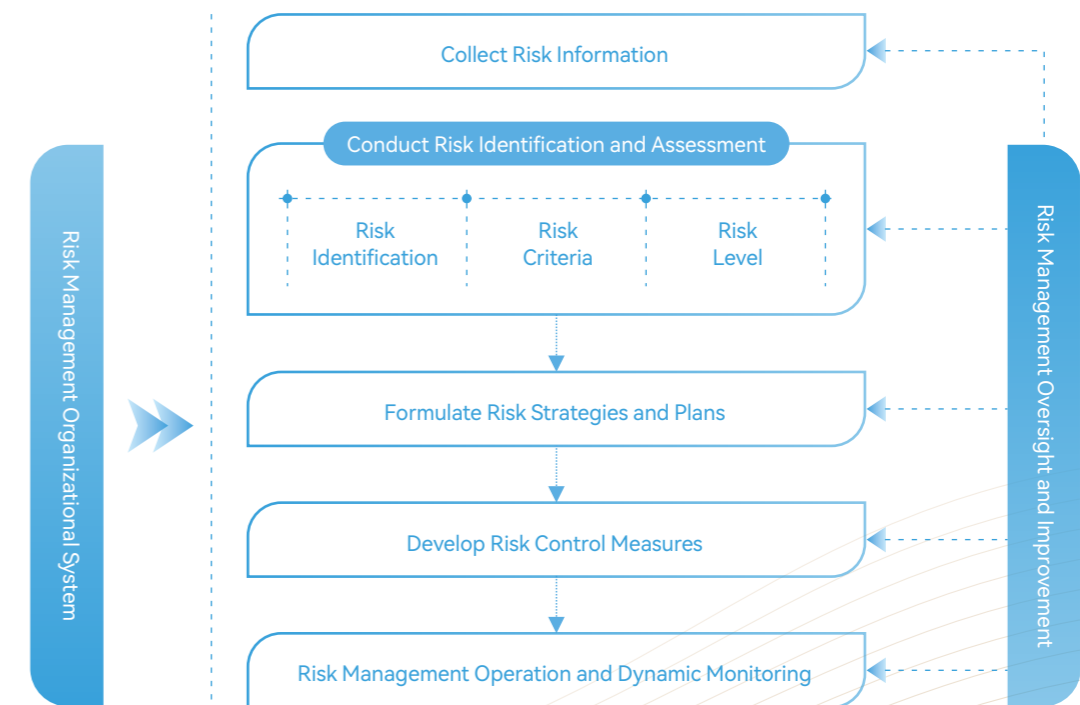 Collect Risk Information
Conduct Risk Identification and Assessment
Risk
Identification
Risk
Criteria
Risk
Level
Formulate Risk Strategies and Plans
Develop Risk Control Measures
Risk Management Operation and Dynamic Monitoring
Risk Management Organizational System
Risk Management Oversight and Improvement